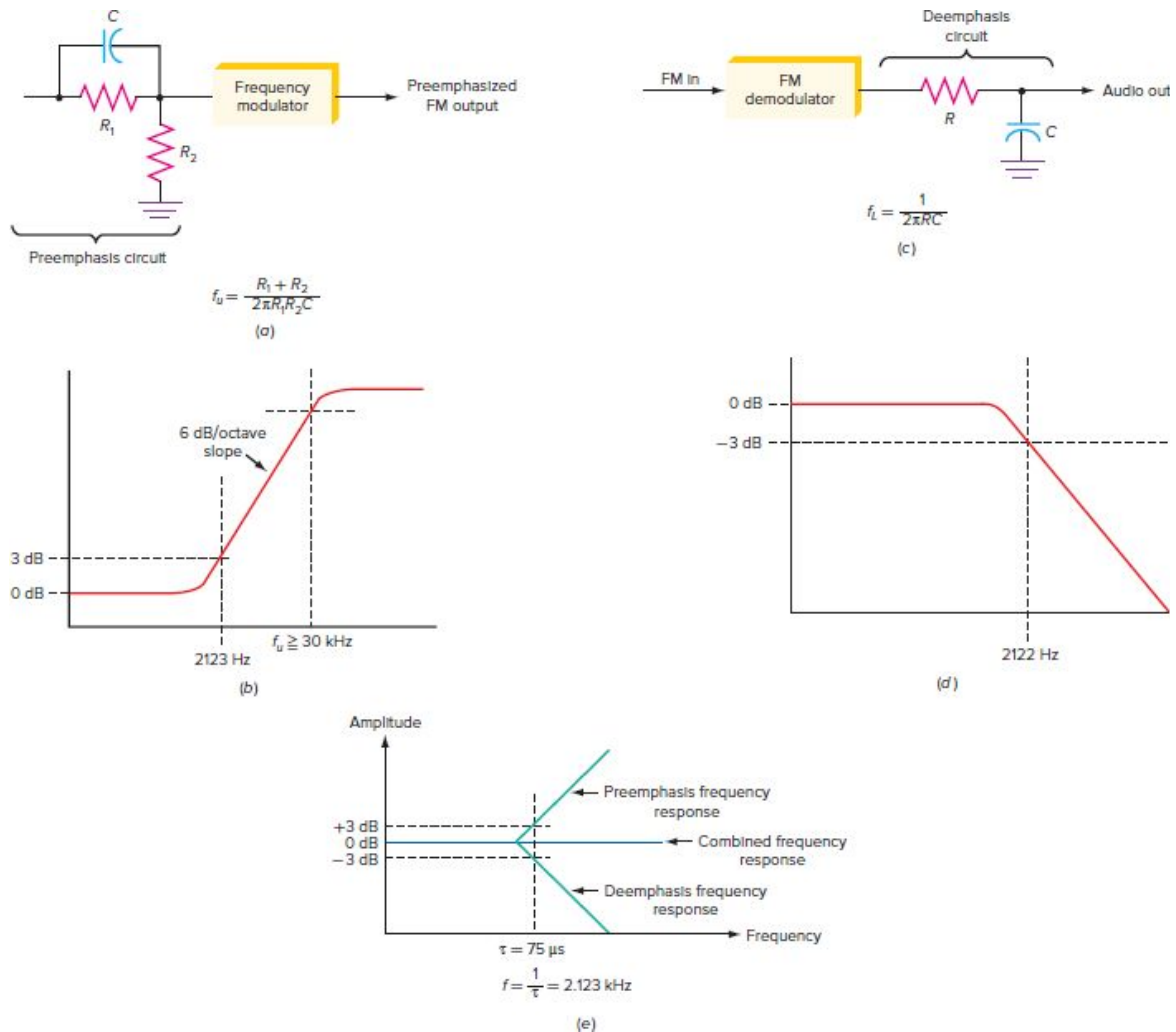 C
R₁
R₂
Frequency
modulator
Preemphasized
FM output
Preemphasis circuit
fᵤ = R₁ + R₂ / 2πR₁R₂C
(a)
Deemphasis
circuit
FM in
FM
demodulator
R
C
Audio out
f_L = 1 / 2πRC
(c)
6 dB/octave
slope
3 dB
0 dB
2123 Hz
fᵤ ≧ 30 kHz
(b)
0 dB
−3 dB
2122 Hz
(d)
Amplitude
+3 dB
0 dB
−3 dB
Preemphasis frequency
response
Combined frequency
response
Deemphasis frequency
response
Frequency
τ = 75 μs
f = 1 / τ = 2.123 kHz
(e)